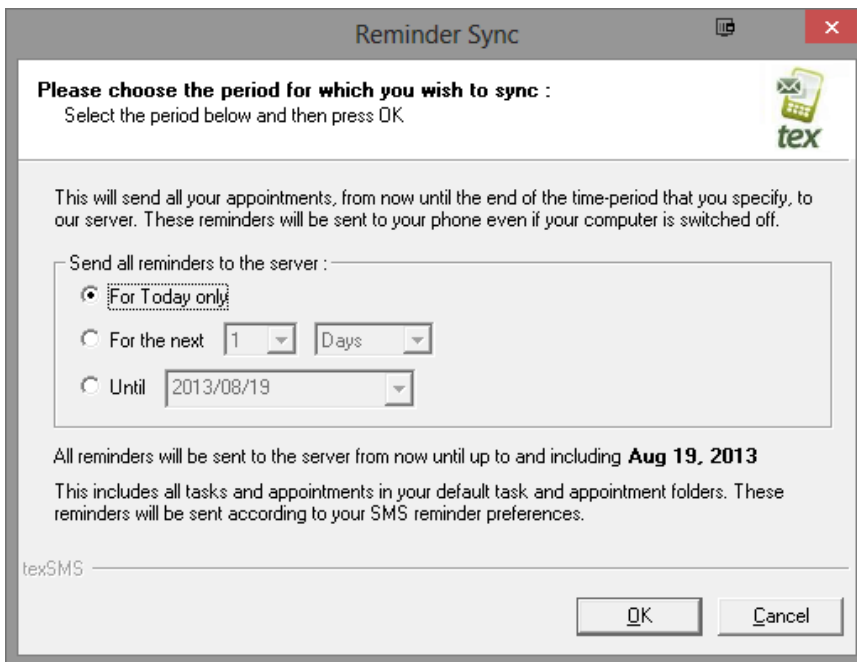 Reminder Sync
Please choose the period for which you wish to sync :
Select the period below and then press OK
tex
This will send all your appointments, from now until the end of the time-period that you specify, to
our server. These reminders will be sent to your phone even if your computer is switched off.
Send all reminders to the server :
For Today only
For the next 1 Days
Until 2013/08/19
All reminders will be sent to the server from now until up to and including Aug 19, 2013
This includes all tasks and appointments in your default task and appointment folders. These
reminders will be sent according to your SMS reminder preferences.
texSMS
OK Cancel